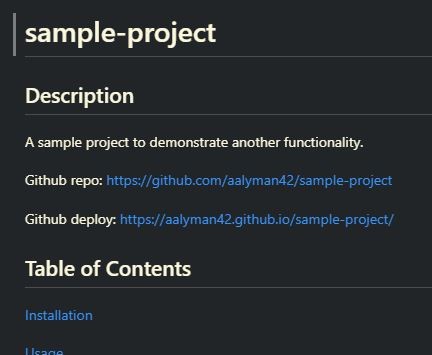 sample-project
Description
A sample project to demonstrate another functionality.
Github repo: https://github.com/aalyman42/sample-project
Github deploy: https://aalyman42.github.io/sample-project/
Table of Contents
Installation
Usage